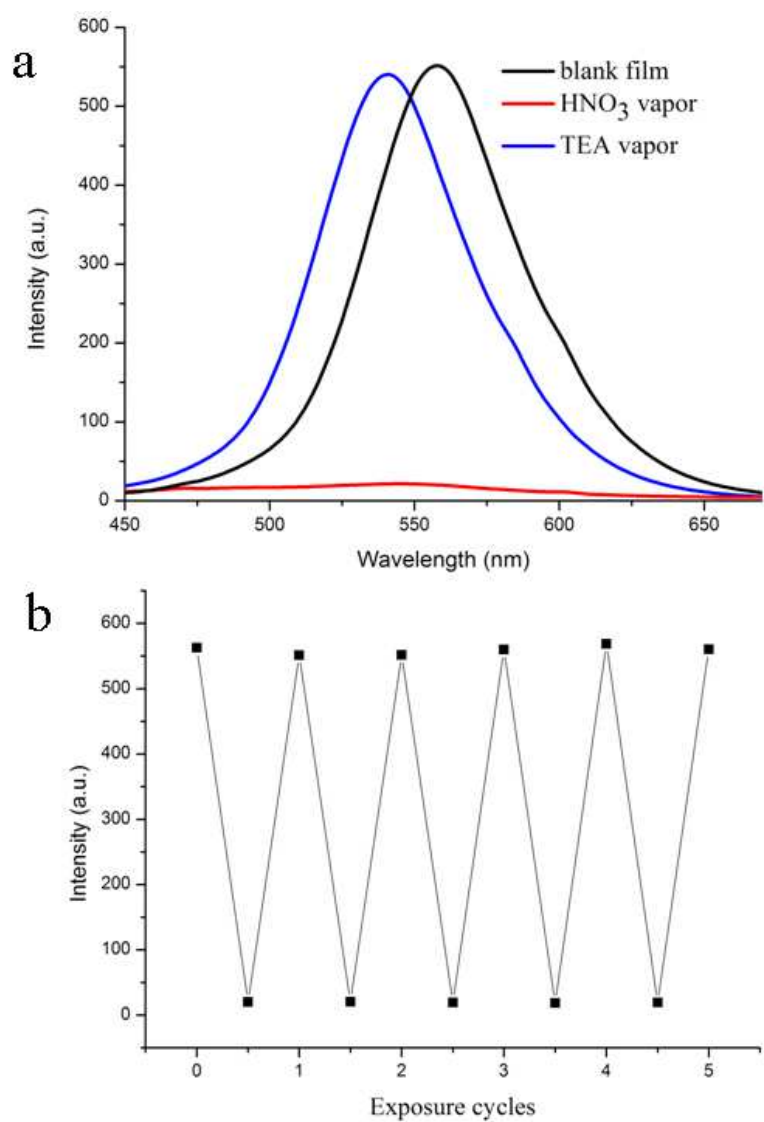 a
600
500
400
300
200
100
0
Intensity (a.u.)
blank film
HNO3 vapor
TEA vapor
450 500 550 600 650
Wavelength (nm)
b
600
500
400
300
200
100
0
Intensity (a.u.)
0 1 2 3 4 5
Exposure cycles